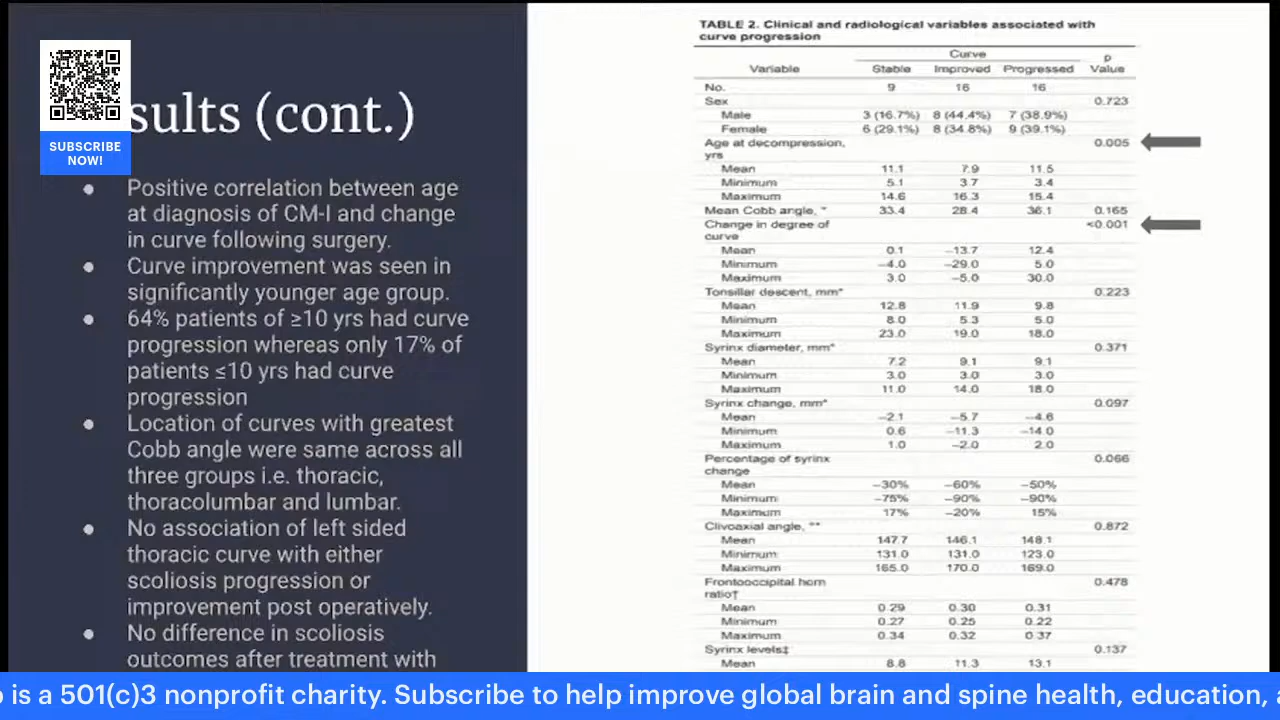 sults (cont.)
SUBSCRIBE
NOW!
● Positive correlation between age
at diagnosis of CM-I and change
in curve following surgery.
● Curve improvement was seen in
significantly younger age group.
● 64% patients of ≥10 yrs had curve
progression whereas only 17% of
patients ≤10 yrs had curve
progression
● Location of curves with greatest
Cobb angle were same across all
three groups i.e. thoracic,
thoracolumbar and lumbar.
● No association of left sided
thoracic curve with either
scoliosis progression or
improvement post operatively.
● No difference in scoliosis
outcomes after treatment with
TABLE 2. Clinical and radiological variables associated with
curve progression
Curve
Variable Stable Improved Progressed p Value
No. 9 16 16
Sex 0.723
Male 3 (16.7%) 8 (44.4%) 7 (38.9%)
Female 6 (29.1%) 8 (34.8%) 9 (39.1%)
Age at decompression, 0.005
yrs
Mean 11.1 7.9 11.5
Minimum 5.1 3.7 3.4
Maximum 14.6 16.3 15.4
Mean Cobb angle, ° 33.4 28.4 36.1 0.165
Change in degree of <0.001
curve
Mean 0.1 −13.7 12.4
Minimum −4.0 −29.0 5.0
Maximum 3.0 −5.0 30.0
Tonsillar descent, mm* 0.223
Mean 12.8 11.9 9.8
Minimum 8.0 5.3 5.0
Maximum 23.0 19.0 18.0
Syrinx diameter, mm* 0.371
Mean 7.2 9.1 9.1
Minimum 3.0 3.0 3.0
Maximum 11.0 14.0 18.0
Syrinx change, mm* 0.097
Mean −2.1 −5.7 −4.6
Minimum 0.6 −11.3 −14.0
Maximum 1.0 −2.0 2.0
Percentage of syrinx 0.066
change
Mean −30% −60% −50%
Minimum −75% −90% −90%
Maximum 17% −20% 15%
Clivoaxial angle, °* 0.872
Mean 147.7 146.1 148.1
Minimum 131.0 131.0 123.0
Maximum 165.0 170.0 169.0
Frontooccipital horn 0.478
ratio†
Mean 0.29 0.30 0.31
Minimum 0.27 0.25 0.22
Maximum 0.34 0.32 0.37
Syrinx levels‡ 0.137
Mean 8.8 11.3 13.1
is a 501(c)3 nonprofit charity. Subscribe to help improve global brain and spine health, education,